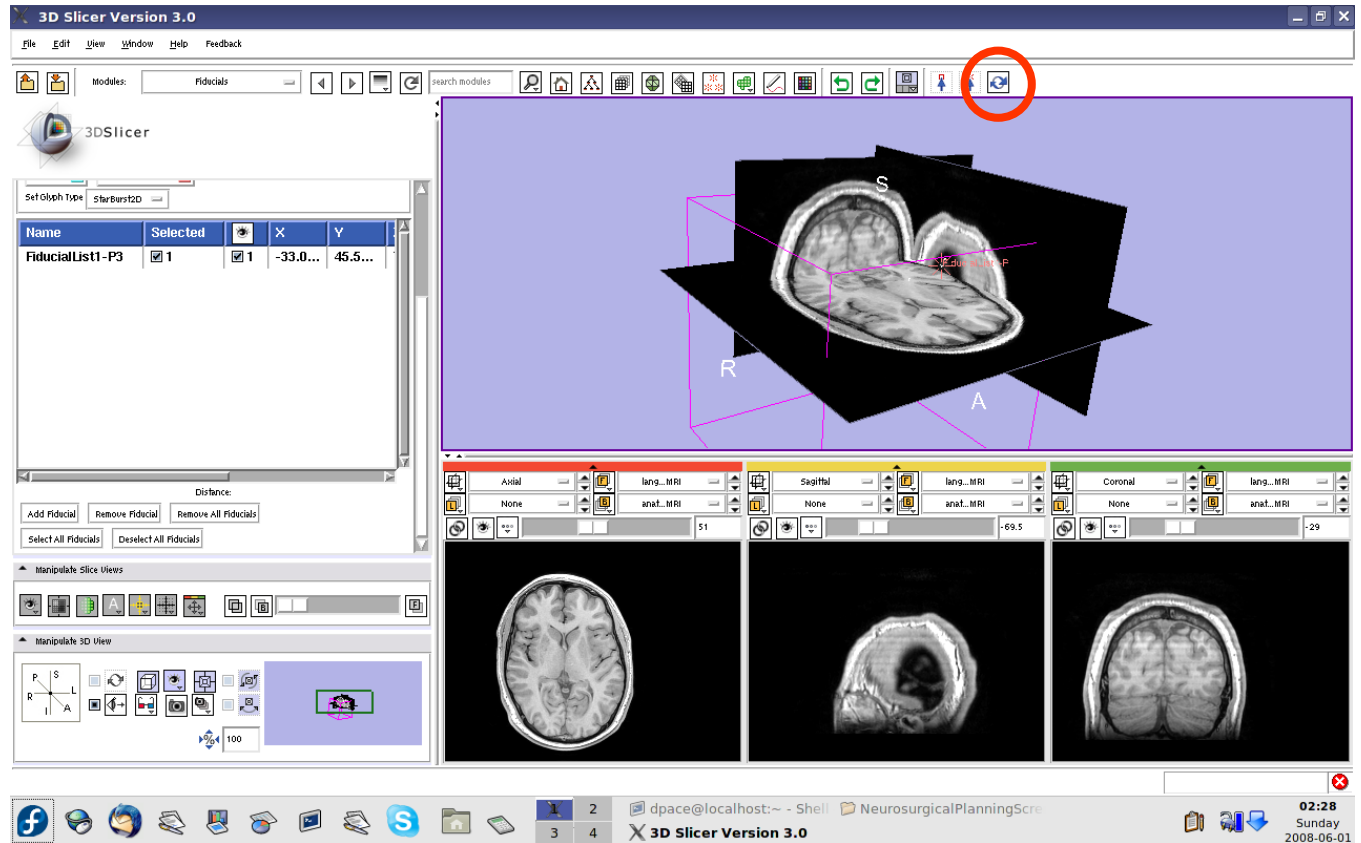 3D Slicer Version 3.0
File Edit View Window Help Feedback
Modules: Fiducials search modules
3DSlicer
Set Glyph Type StarBurst2D
Name Selected X Y
FiducialList1-P3 1 1 -33.0... 45.5...
Distance:
Add Fiducial Remove Fiducial Remove All Fiducials
Select All Fiducials Deselect All Fiducials
Manipulate Slice Views
A B F
Manipulate 3D View
P S
R L
I A
% 100
S
R
A
Axial F lang...MRI
L None B anat...MRI
51
Sagittal F lang...MRI
L None B anat...MRI
-69.5
Coronal F lang...MRI
L None B anat...MRI
-29
1 2
3 4
dpace@localhost:~ - Shell
NeurosurgicalPlanningScre
3D Slicer Version 3.0
02:28
Sunday
2008-06-01